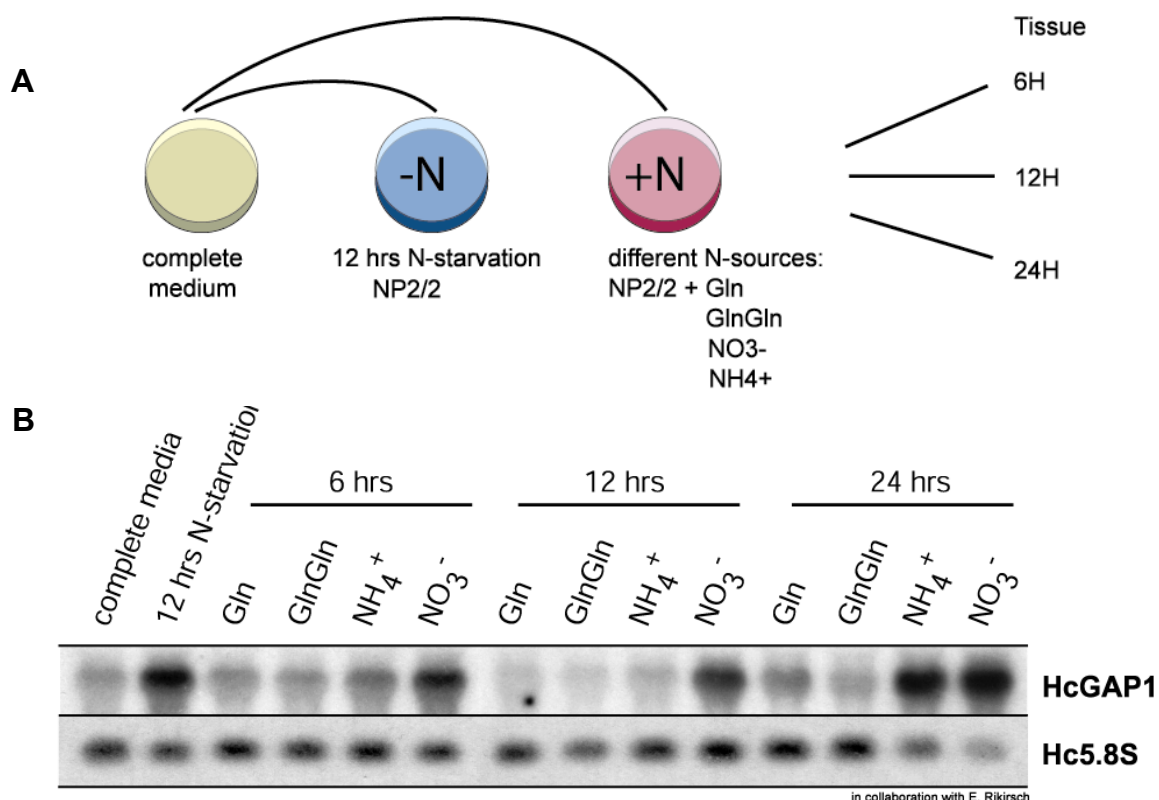 A
Tissue
6H
12H
24H
-N
+N
complete
medium
12 hrs N-starvation
NP2/2
different N-sources:
NP2/2 + Gln
GlnGln
NO3-
NH4+
B
complete media
12 hrs N-starvation
6 hrs
12 hrs
24 hrs
Gln
GlnGln
NH4+
NO3-
Gln
GlnGln
NH4+
NO3-
Gln
GlnGln
NH4+
NO3-
HcGAP1
Hc5.8S
in collaboration with E. Rikirsch